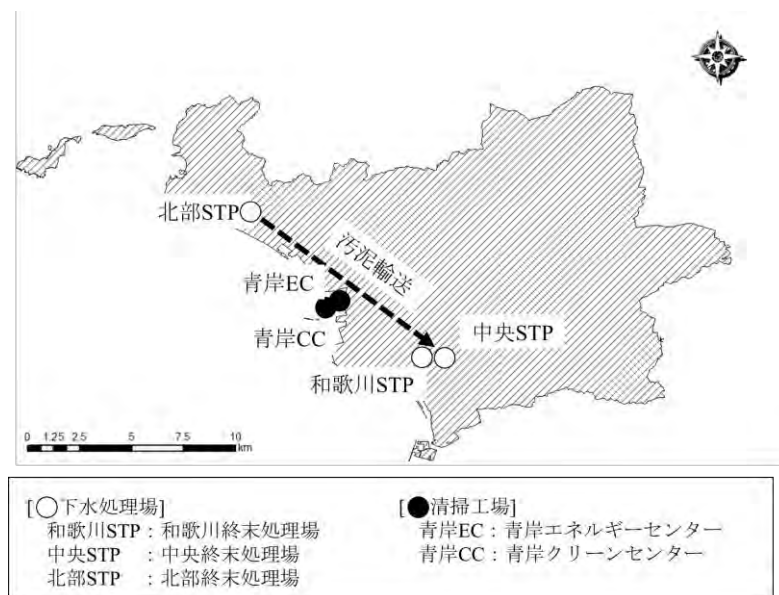 北部STP
汚泥輸送
青岸EC
青岸CC
中央STP
和歌川STP
0 1.25 2.5 5 7.5 10
km
[○下水処理場]
和歌川STP：和歌川終末処理場
中央STP ：中央終末処理場
北部STP ：北部終末処理場
[●清掃工場]
青岸EC：青岸エネルギーセンター
青岸CC：青岸クリーンセンター